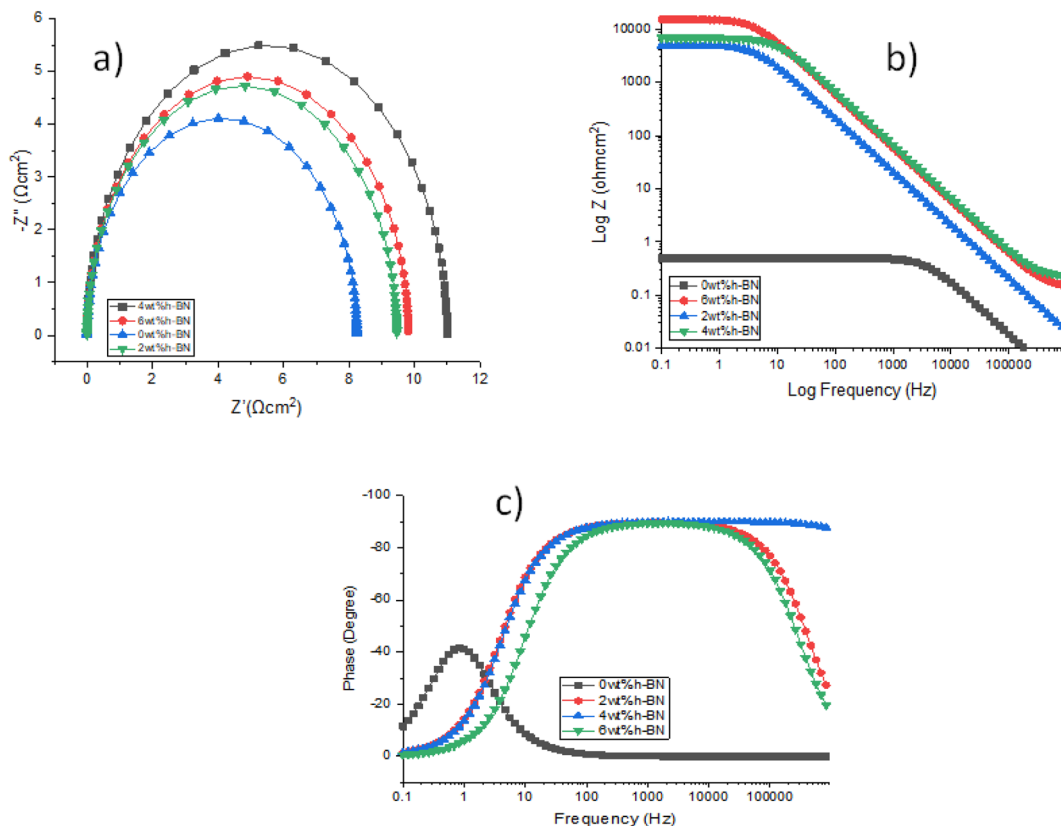 a)
-Z" (Ωcm²)
6
5
4
3
2
1
0
4wt%h-BN
6wt%h-BN
0wt%h-BN
2wt%h-BN
0 2 4 6 8 10 12
Z'(Ωcm²)
b)
Log Z (ohmcm²)
10000
1000
100
10
1
0.1
0.01
0wt%h-BN
6wt%h-BN
2wt%h-BN
4wt%h-BN
0.1 1 10 100 1000 10000 100000
Log Frequency (Hz)
c)
Phase (Degree)
-100
-80
-60
-40
-20
0
0wt%h-BN
2wt%h-BN
4wt%h-BN
6wt%h-BN
0.1 1 10 100 1000 10000 100000
Frequency (Hz)